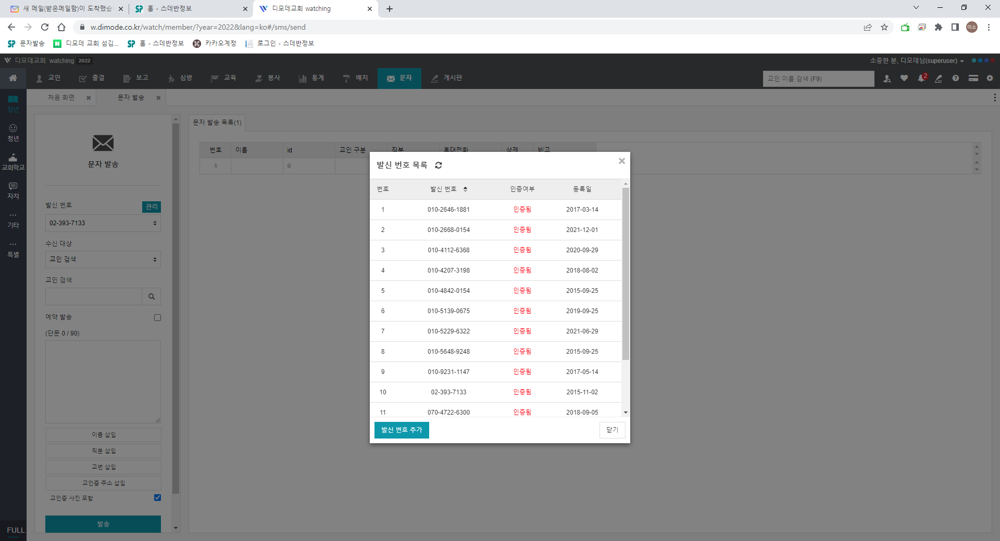 새 메일(받은메일함)이 도착했습
홈 - 스데반정보
디모데교회 watching
w.dimode.co.kr/watch/member/?year=2022&lang=ko#/sms/send
미소
문자발송
디모데 교회 섬김...
홈 - 스데반정보
카카오계정
로그인 - 스데반정보
디모데교회 watching 2022
소중한 분, 디모데님(superuser)
교인
출결
보고
심방
교육
봉사
통계
배치
문자
게시판
교인 이름 검색 (F9)
2
장년
청년
교회학교
자치
기타
특별
FULL
처음 화면
문자 발송
문자 발송
발신 번호
관리
02-393-7133
수신 대상
교인 검색
교인 검색
예약 발송
(단문 0 / 90)
이름 삽입
직분 삽입
교번 삽입
교인증 주소 삽입
교인증 사진 포함
발송
문자 발송 목록(1)
번호 이름 id 교인 구분 직분 휴대전화 삭제 비고
1 0
발신 번호 목록
번호 발신 번호 인증여부 등록일
1 010-2646-1881 인증됨 2017-03-14
2 010-2668-0154 인증됨 2021-12-01
3 010-4112-6368 인증됨 2020-09-29
4 010-4207-3198 인증됨 2018-08-02
5 010-4842-0154 인증됨 2015-09-25
6 010-5139-0675 인증됨 2019-09-25
7 010-5229-6322 인증됨 2021-06-29
8 010-5648-9248 인증됨 2015-09-25
9 010-9231-1147 인증됨 2017-05-14
10 02-393-7133 인증됨 2015-11-02
11 070-4722-6300 인증됨 2018-09-05
발신 번호 추가
닫기